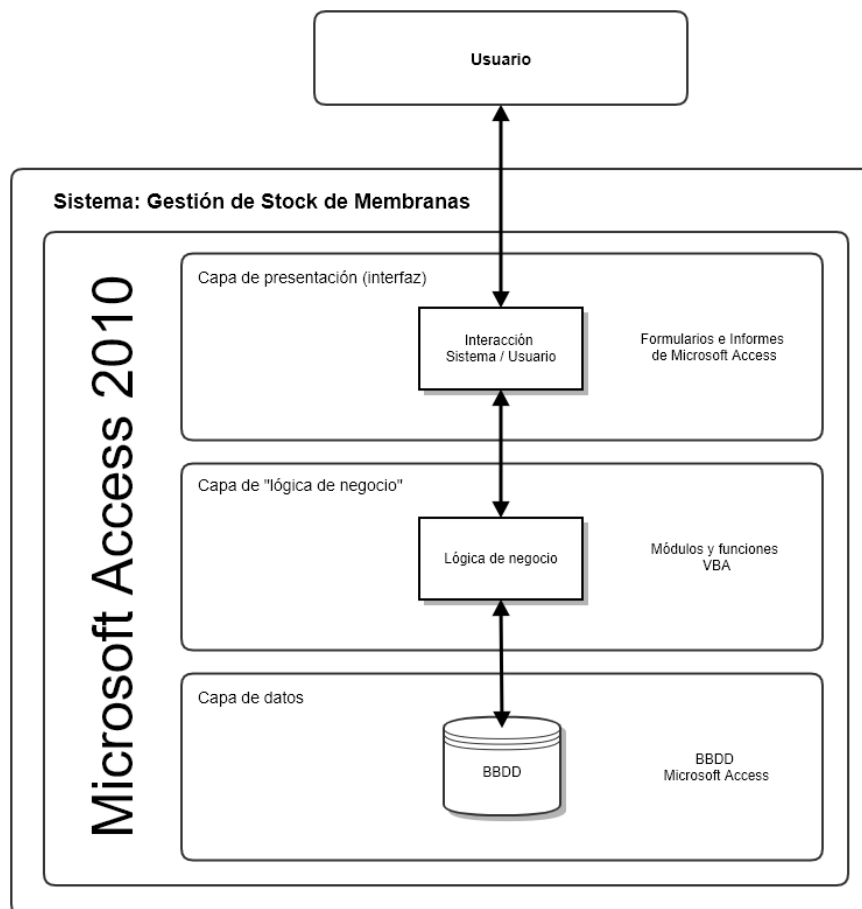 Usuario
Sistema: Gestión de Stock de Membranas
Microsoft Access 2010
Capa de presentación (interfaz)
Interacción
Sistema / Usuario
Formularios e Informes
de Microsoft Access
Capa de "lógica de negocio"
Lógica de negocio
Módulos y funciones
VBA
Capa de datos
BBDD
BBDD
Microsoft Access